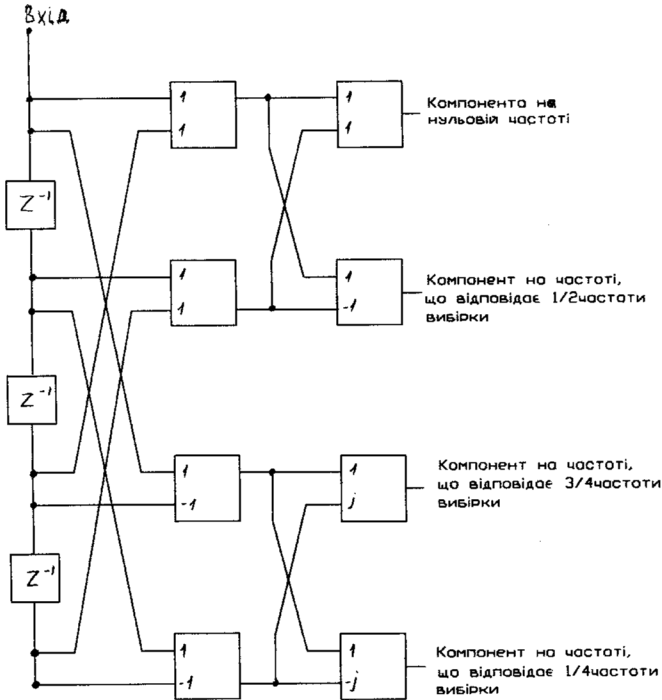 Вхід
1
1
Компонента на
нульовій частоті
1
1
Z⁻¹
1
1
Компонент на частоті,
що відповідає 1/2частати
вибірки
1
-1
Z⁻¹
1
-1
Компонент на частоті,
що відповідає 3/4частоти
вибірки
1
j
Z⁻¹
1
-1
Компонент на частоті,
що відповідає 1/4частоти
вибірки
1
-j